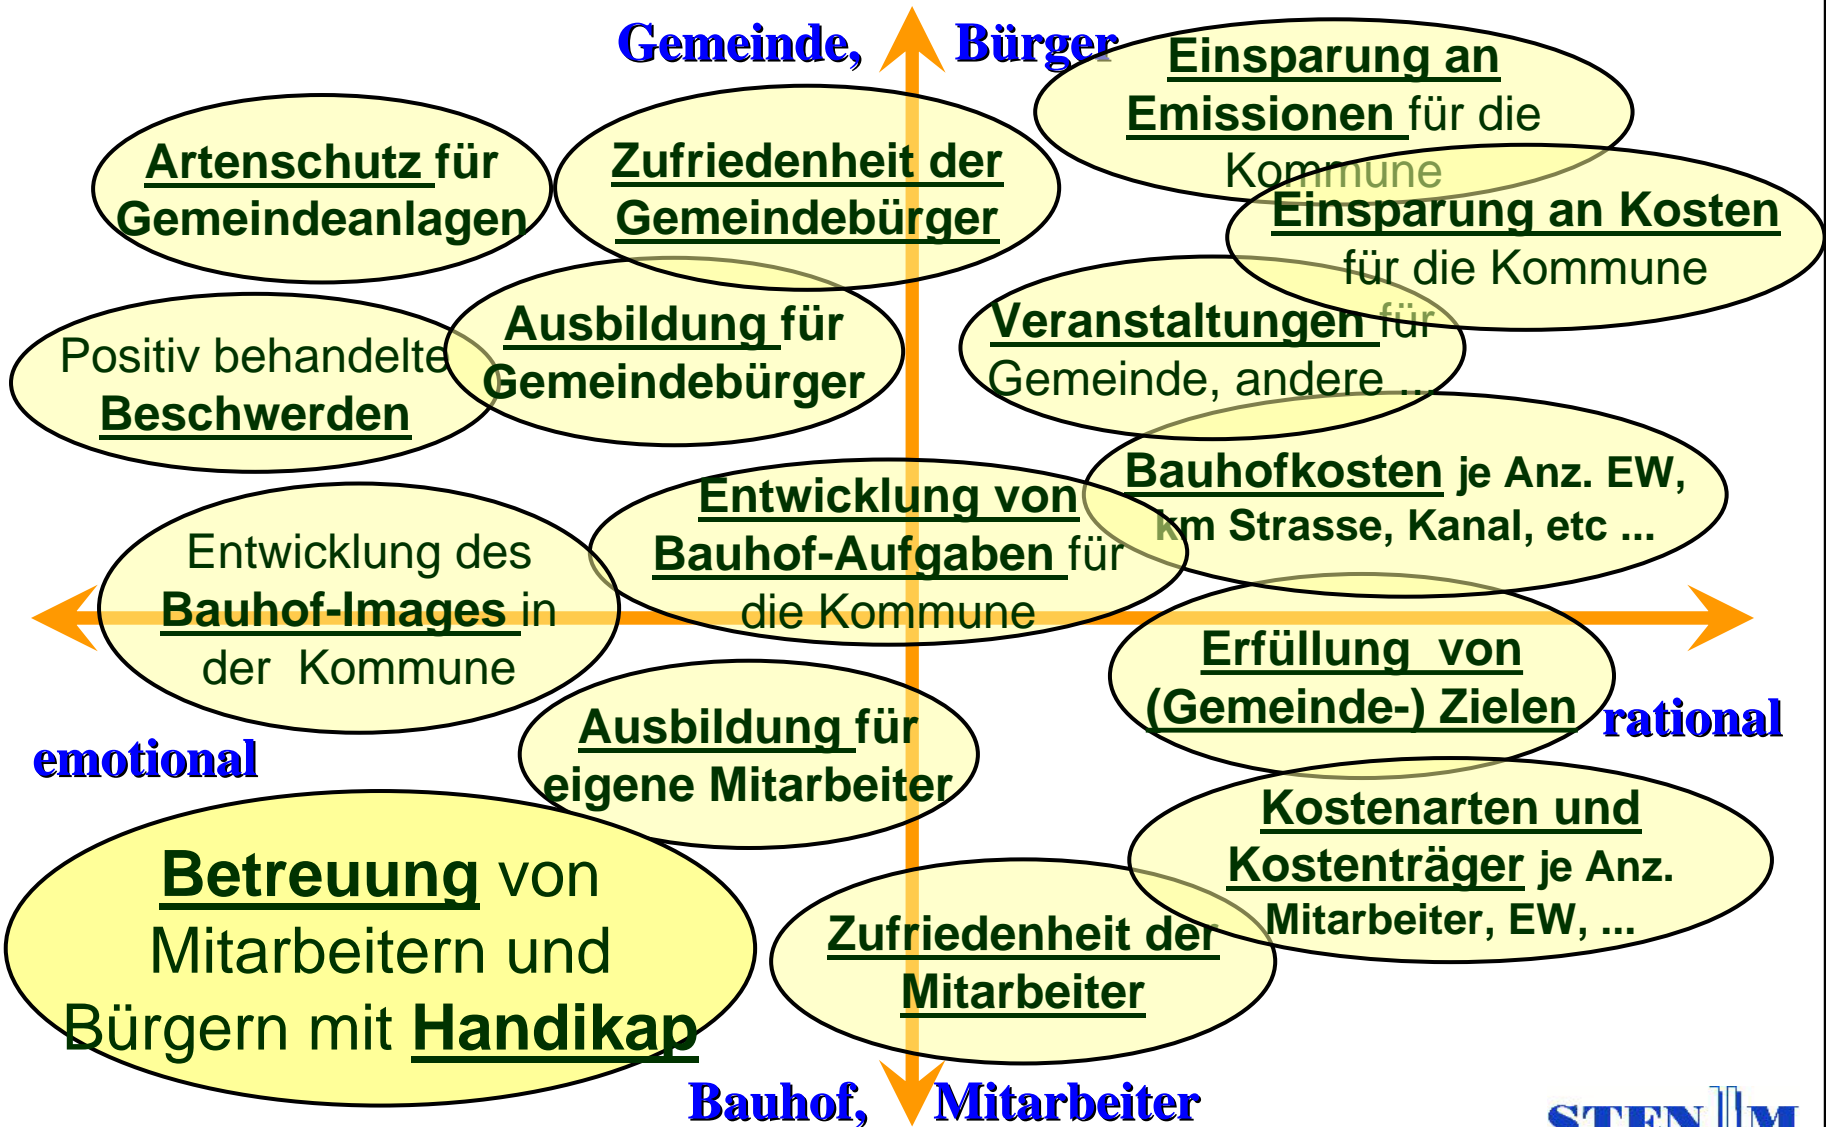 Gemeinde, Bürger
Einsparung an
Emissionen für die
Kommune
Artenschutz für
Gemeindeanlagen
Zufriedenheit der
Gemeindebürger
Einsparung an Kosten
für die Kommune
Positiv behandelte
Beschwerden
Ausbildung für
Gemeindebürger
Veranstaltungen für
Gemeinde, andere ...
Bauhofkosten je Anz. EW,
km Strasse, Kanal, etc ...
Entwicklung von
Bauhof-Aufgaben für
die Kommune
Entwicklung des
Bauhof-Images in
der Kommune
Erfüllung von
(Gemeinde-) Zielen
rational
emotional
Ausbildung für
eigene Mitarbeiter
Kostenarten und
Kostenträger je Anz.
Mitarbeiter, EW, ...
Betreuung von
Mitarbeitern und
Bürgern mit Handikap
Zufriedenheit der
Mitarbeiter
Bauhof, Mitarbeiter
STENUM